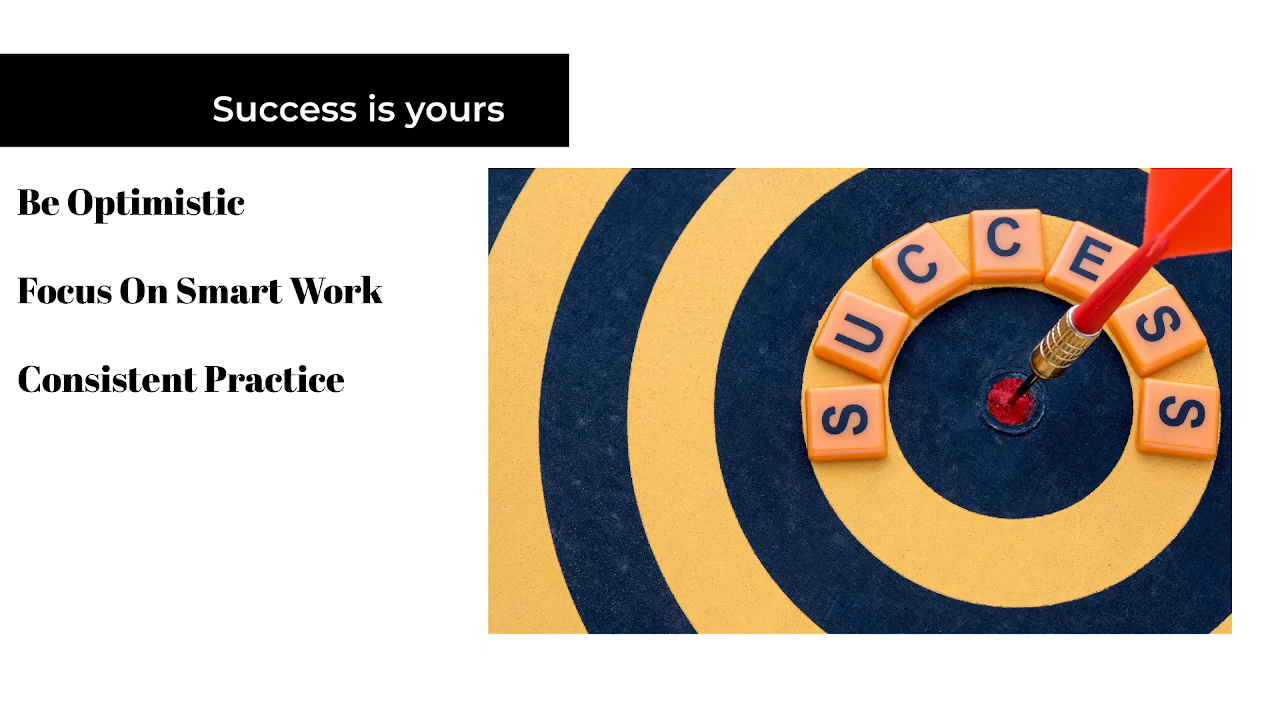 Success is yours
Be Optimistic
Focus On Smart Work
Consistent Practice
SUCCESS